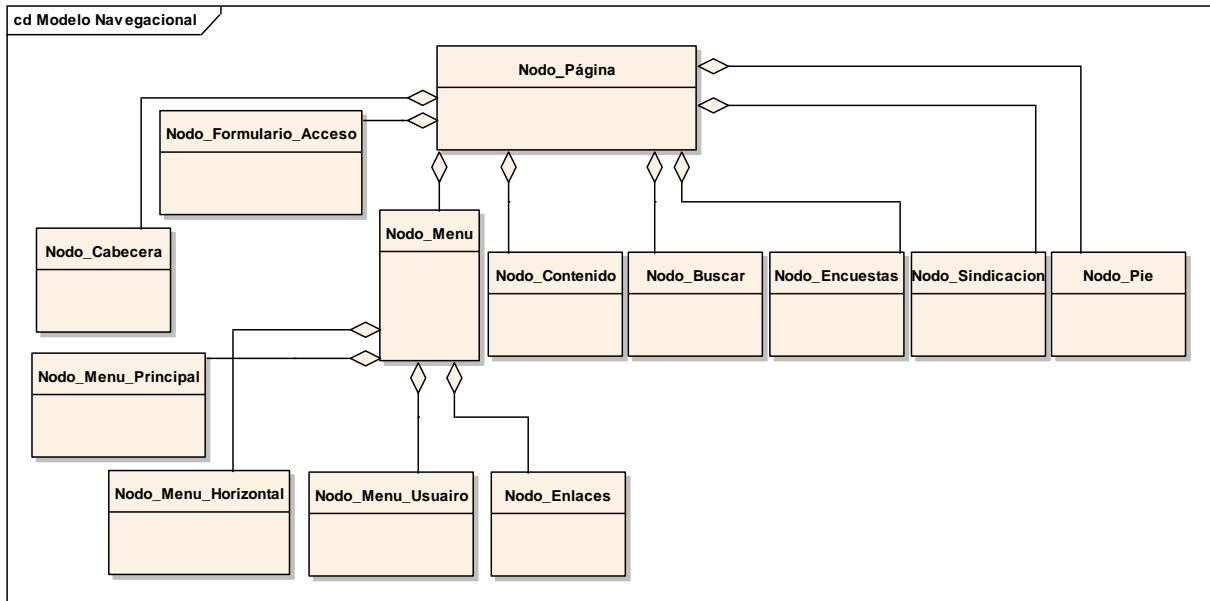 cd Modelo Navegacional
Nodo_Página
Nodo_Formulario_Acceso
Nodo_Menu
Nodo_Cabecera
Nodo_Contenido
Nodo_Buscar
Nodo_Encuestas
Nodo_Sindicacion
Nodo_Pie
Nodo_Menu_Principal
Nodo_Menu_Horizontal
Nodo_Menu_Usuairo
Nodo_Enlaces